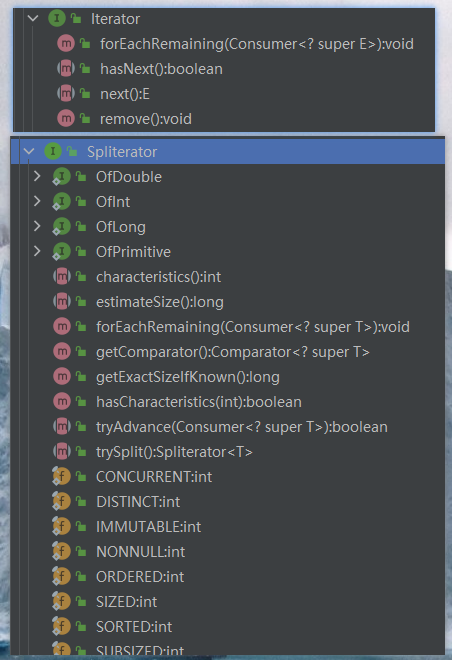 Iterator
forEachRemaining(Consumer<? super E>):void
hasNext():boolean
next():E
remove():void
Spliterator
OfDouble
OfInt
OfLong
OfPrimitive
characteristics():int
estimateSize():long
forEachRemaining(Consumer<? super T>):void
getComparator():Comparator<? super T>
getExactSizeIfKnown():long
hasCharacteristics(int):boolean
tryAdvance(Consumer<? super T>):boolean
trySplit():Spliterator<T>
CONCURRENT:int
DISTINCT:int
IMMUTABLE:int
NONNULL:int
ORDERED:int
SIZED:int
SORTED:int
SUBSIZED:int